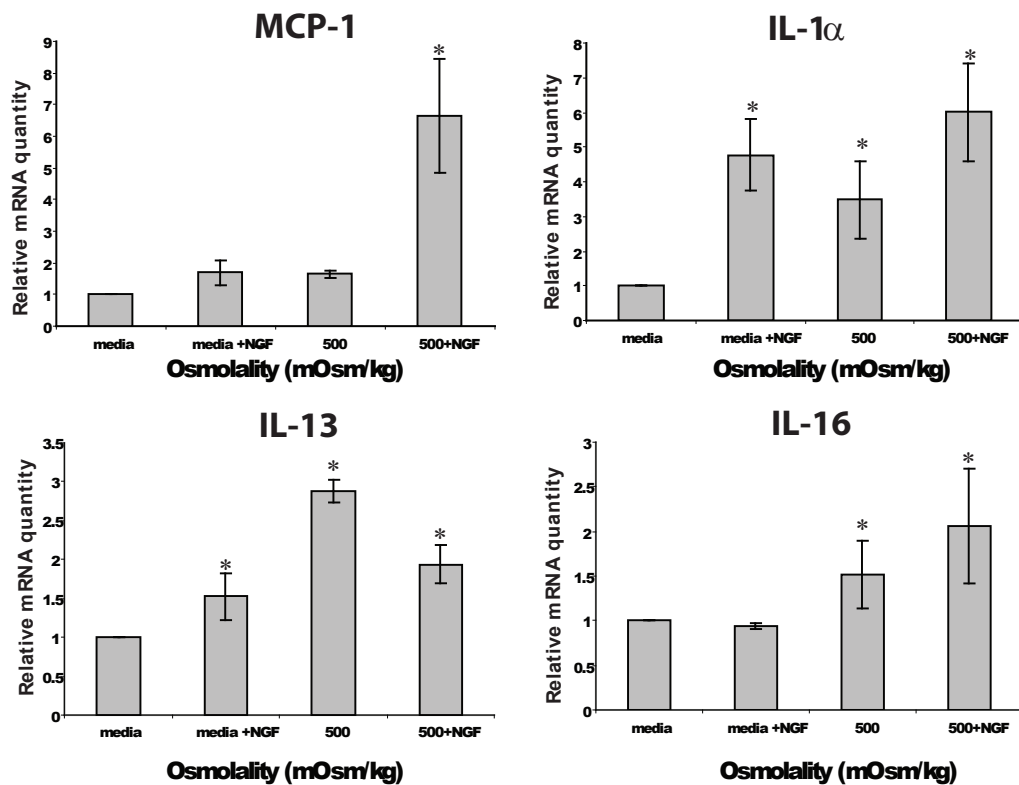 MCP-1
Relative mRNA quantity
9
8
7
6
5
4
3
2
1
0
*
media
media +NGF
500
500+NGF
Osmolality (mOsm/kg)
IL-1α
Relative mRNA quantity
8
7
6
5
4
3
2
1
0
*
*
*
media
media +NGF
500
500+NGF
Osmolality (mOsm/kg)
IL-13
Relative mRNA quantity
3.5
3
2.5
2
1.5
1
0.5
0
*
*
*
media
media +NGF
500
500+NGF
Osmolality (mOsm/kg)
IL-16
Relative mRNA quantity
3
2.5
2
1.5
1
0.5
0
*
*
media
media +NGF
500
500+NGF
Osmolality (mOsm/kg)